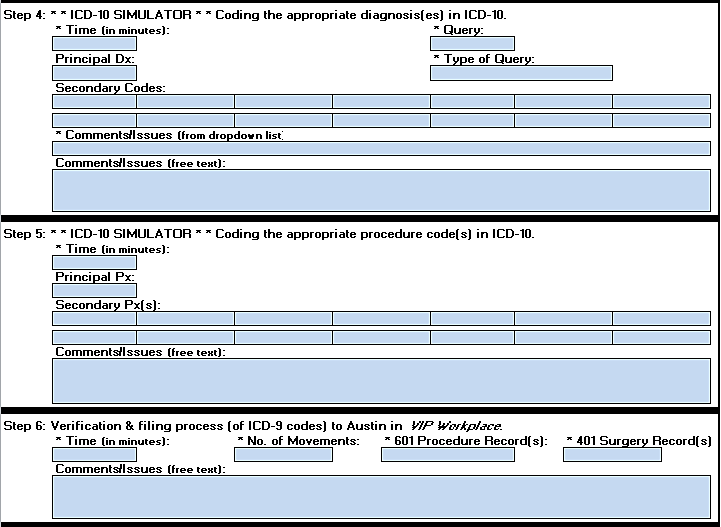 Step 4: * * ICD-10 SIMULATOR * * Coding the appropriate diagnosis(es) in ICD-10.
* Time (in minutes): * Query:
Principal Dx: * Type of Query:
Secondary Codes:
* Comments/Issues (from dropdown list)
Comments/Issues (free text):
Step 5: * * ICD-10 SIMULATOR * * Coding the appropriate procedure code(s) in ICD-10.
* Time (in minutes):
Principal Px:
Secondary Px(s):
Comments/Issues (free text):
Step 6: Verification & filing process (of ICD-9 codes) to Austin in VIP Workplace.
* Time (in minutes): * No. of Movements: * 601 Procedure Record(s): * 401 Surgery Record(s)
Comments/Issues (free text):